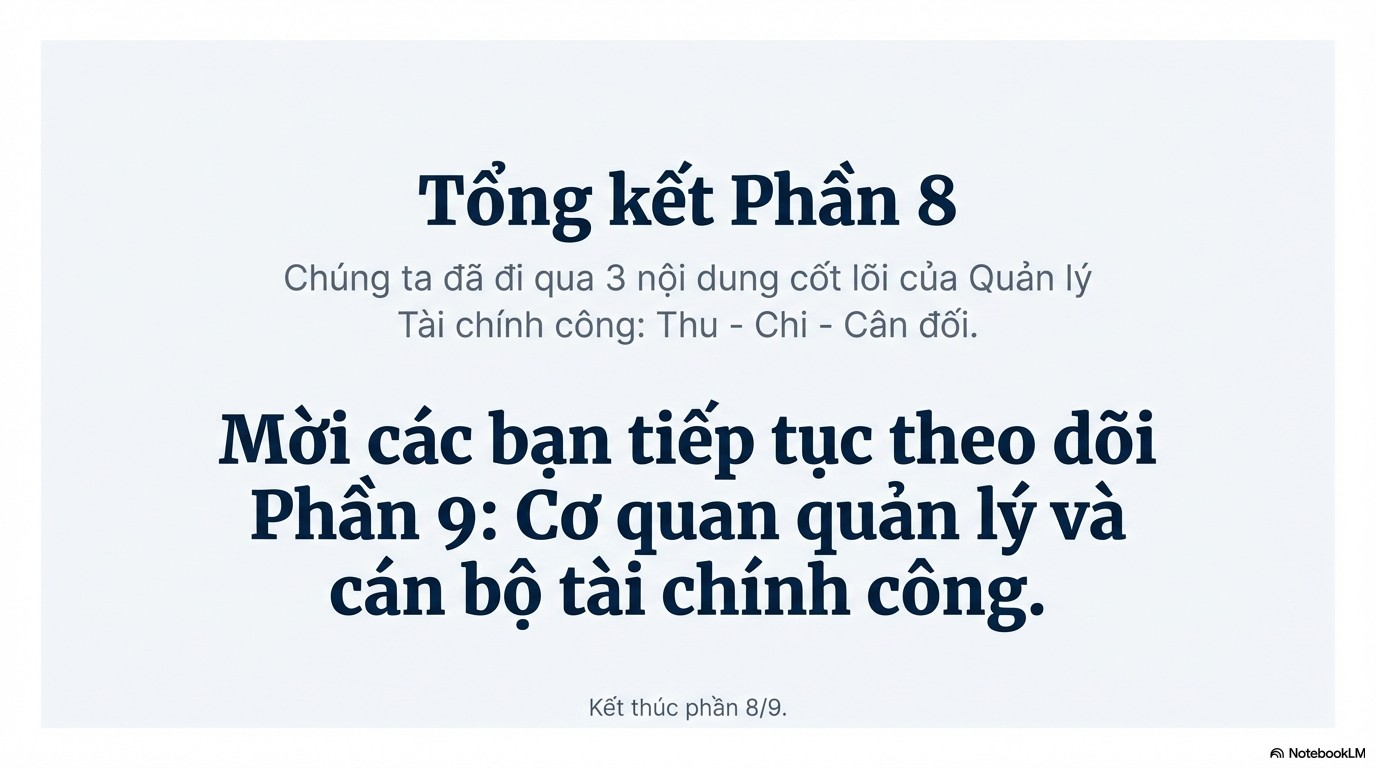 Tổng kết Phần 8
Chúng ta đã đi qua 3 nội dung cốt lõi của Quản lý
Tài chính công: Thu - Chi - Cân đối.
Mời các bạn tiếp tục theo dõi
Phần 9: Cơ quan quản lý và
cán bộ tài chính công.
Kết thúc phần 8/9.
NotebookLM